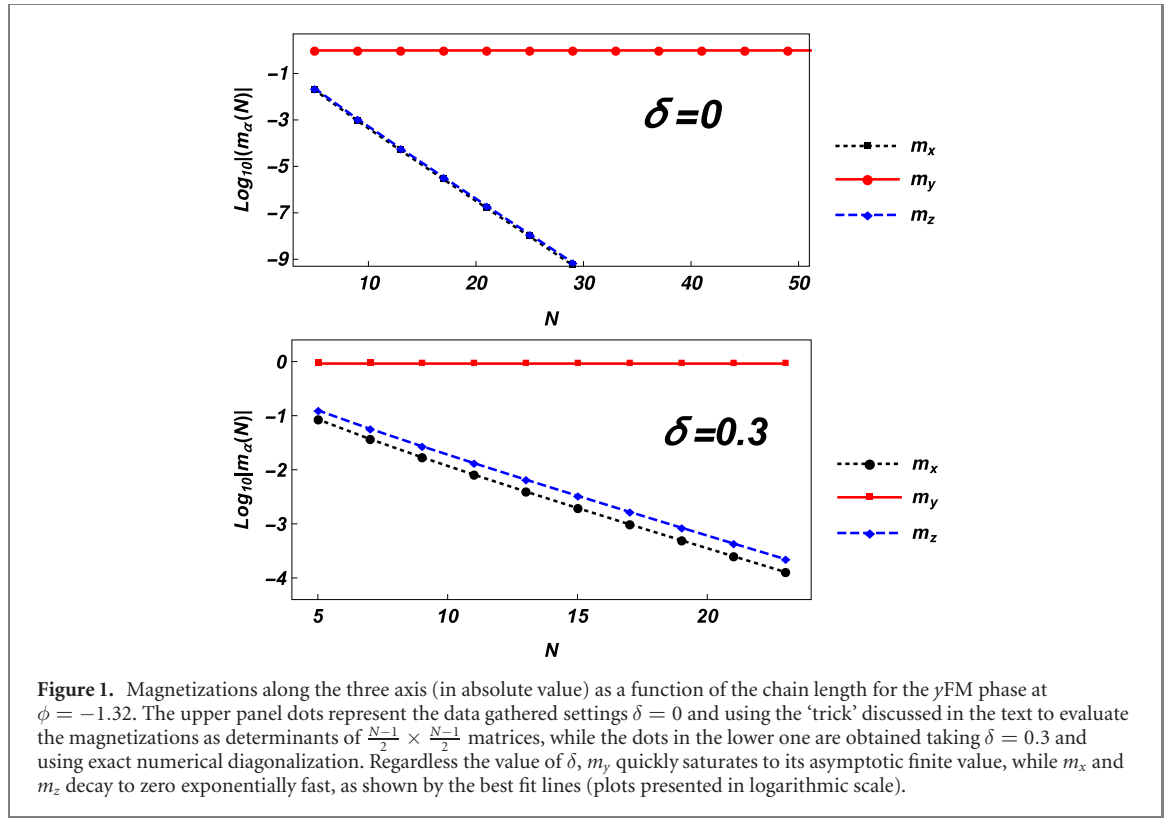 Log₁₀|(mα(N)|
−1
−3
−5
−7
−9
δ=0
10 20 30 40 50
N
mx
my
mz
Log₁₀|mα(N)|
0
−1
−2
−3
−4
δ=0.3
5 10 15 20
N
mx
my
mz
Figure 1. Magnetizations along the three axis (in absolute value) as a function of the chain length for the yFM phase at
ϕ = −1.32. The upper panel dots represent the data gathered settings δ = 0 and using the ‘trick’ discussed in the text to evaluate
the magnetizations as determinants of (N−1)/2 × (N−1)/2 matrices, while the dots in the lower one are obtained taking δ = 0.3 and
using exact numerical diagonalization. Regardless the value of δ, my quickly saturates to its asymptotic finite value, while mx and
mz decay to zero exponentially fast, as shown by the best fit lines (plots presented in logarithmic scale).